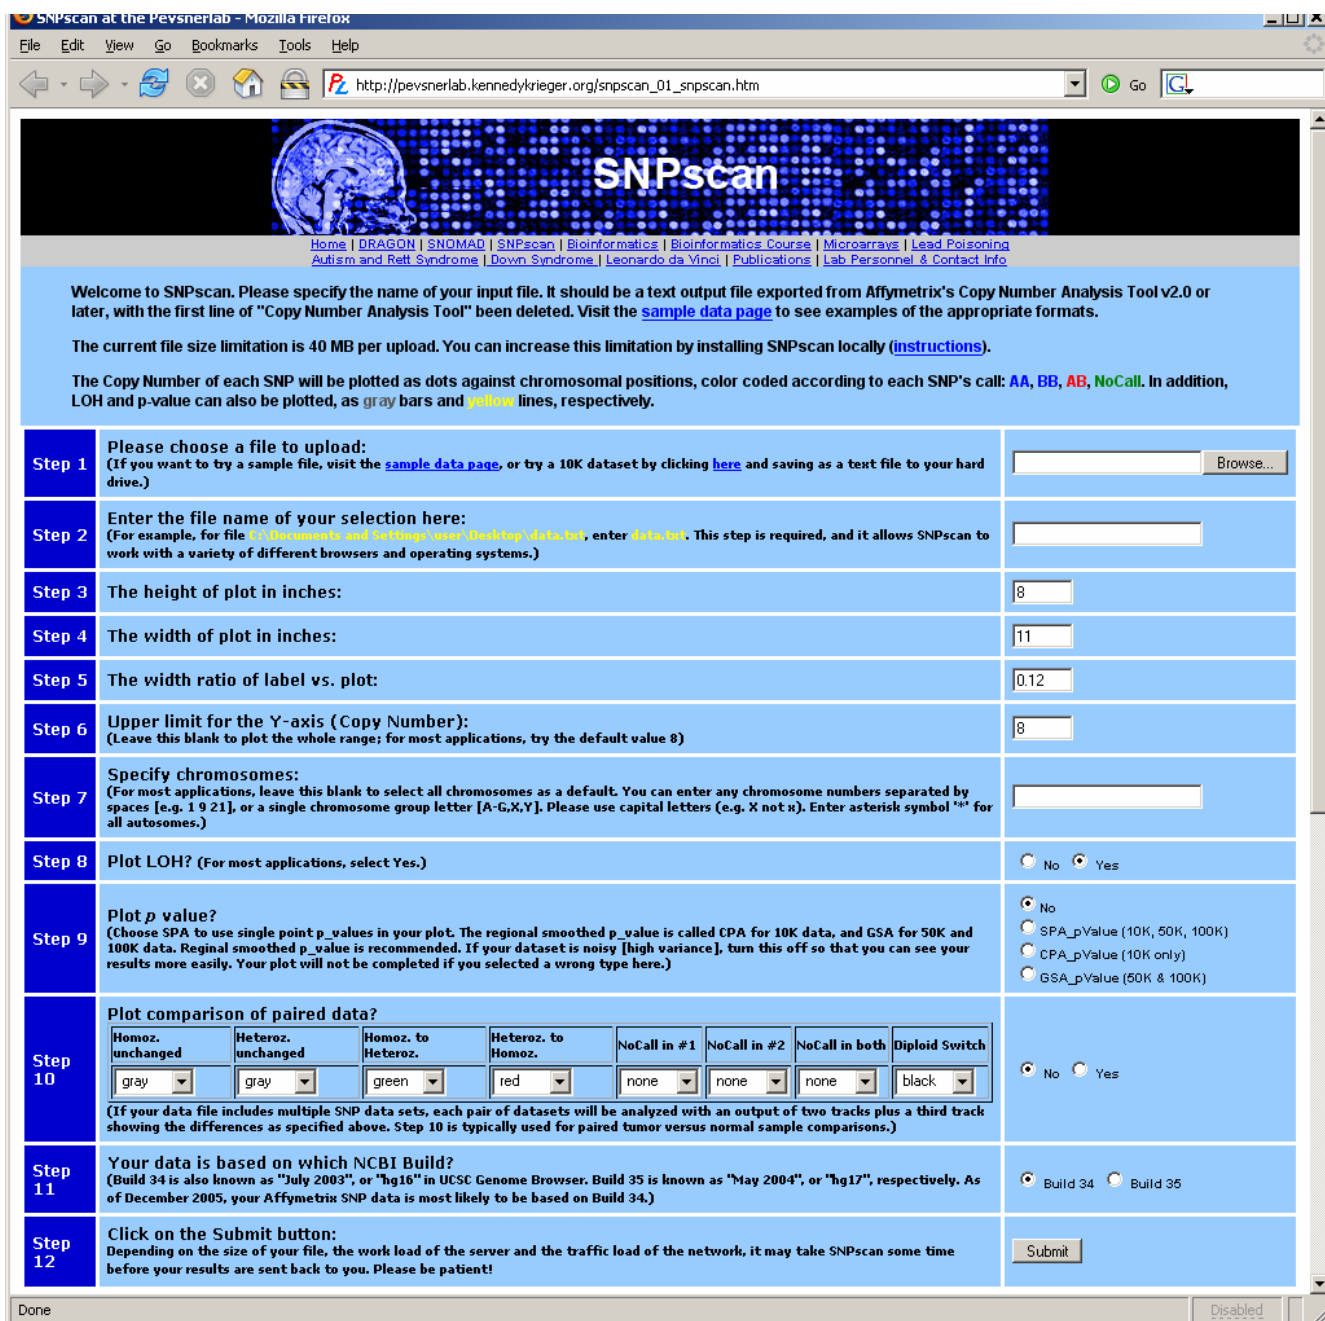 SNPscan at the Pevsnerlab - Mozilla Firefox
File Edit View Go Bookmarks Tools Help
http://pevsnerlab.kennedykrieger.org/snpscan_01_snpscan.htm Go G
SNPscan
Home | DRAGON | SNOMAD | SNPscan | Bioinformatics | Bioinformatics Course | Microarrays | Lead Poisoning
Autism and Rett Syndrome | Down Syndrome | Leonardo da Vinci | Publications | Lab Personnel & Contact Info
Welcome to SNPscan. Please specify the name of your input file. It should be a text output file exported from Affymetrix's Copy Number Analysis Tool v2.0 or
later, with the first line of "Copy Number Analysis Tool" been deleted. Visit the sample data page to see examples of the appropriate formats.
The current file size limitation is 40 MB per upload. You can increase this limitation by installing SNPscan locally (instructions).
The Copy Number of each SNP will be plotted as dots against chromosomal positions, color coded according to each SNP's call: AA, BB, AB, NoCall. In addition,
LOH and p-value can also be plotted, as gray bars and yellow lines, respectively.
Step 1
Please choose a file to upload:
(If you want to try a sample file, visit the sample data page, or try a 10K dataset by clicking here and saving as a text file to your hard
drive.)
Browse...
Step 2
Enter the file name of your selection here:
(For example, for file C:\Documents and Settings\user\Desktop\data.txt, enter data.txt. This step is required, and it allows SNPscan to
work with a variety of different browsers and operating systems.)
Step 3 The height of plot in inches: 8
Step 4 The width of plot in inches: 11
Step 5 The width ratio of label vs. plot: 0.12
Step 6
Upper limit for the Y-axis (Copy Number):
(Leave this blank to plot the whole range; for most applications, try the default value 8)
8
Step 7
Specify chromosomes:
(For most applications, leave this blank to select all chromosomes as a default. You can enter any chromosome numbers separated by
spaces [e.g. 1 9 21], or a single chromosome group letter [A-G,X,Y]. Please use capital letters (e.g. X not x). Enter asterisk symbol '*' for
all autosomes.)
Step 8 Plot LOH? (For most applications, select Yes.) No Yes
Step 9
Plot p value?
(Choose SPA to use single point p_values in your plot. The regional smoothed p_value is called CPA for 10K data, and GSA for 50K and
100K data. Reginal smoothed p_value is recommended. If your dataset is noisy [high variance], turn this off so that you can see your
results more easily. Your plot will not be completed if you selected a wrong type here.)
No
SPA_pValue (10K, 50K, 100K)
CPA_pValue (10K only)
GSA_pValue (50K & 100K)
Step
10
Plot comparison of paired data?
Homoz. unchanged Heteroz. unchanged Homoz. to Heteroz. Heteroz. to Homoz. NoCall in #1 NoCall in #2 NoCall in both Diploid Switch
gray gray green red none none none black
(If your data file includes multiple SNP data sets, each pair of datasets will be analyzed with an output of two tracks plus a third track
showing the differences as specified above. Step 10 is typically used for paired tumor versus normal sample comparisons.)
No Yes
Step
11
Your data is based on which NCBI Build?
(Build 34 is also known as "July 2003", or "hg16" in UCSC Genome Browser. Build 35 is known as "May 2004", or "hg17", respectively. As
of December 2005, your Affymetrix SNP data is most likely to be based on Build 34.)
Build 34 Build 35
Step
12
Click on the Submit button:
Depending on the size of your file, the work load of the server and the traffic load of the network, it may take SNPscan some time
before your results are sent back to you. Please be patient!
Submit
Done Disabled